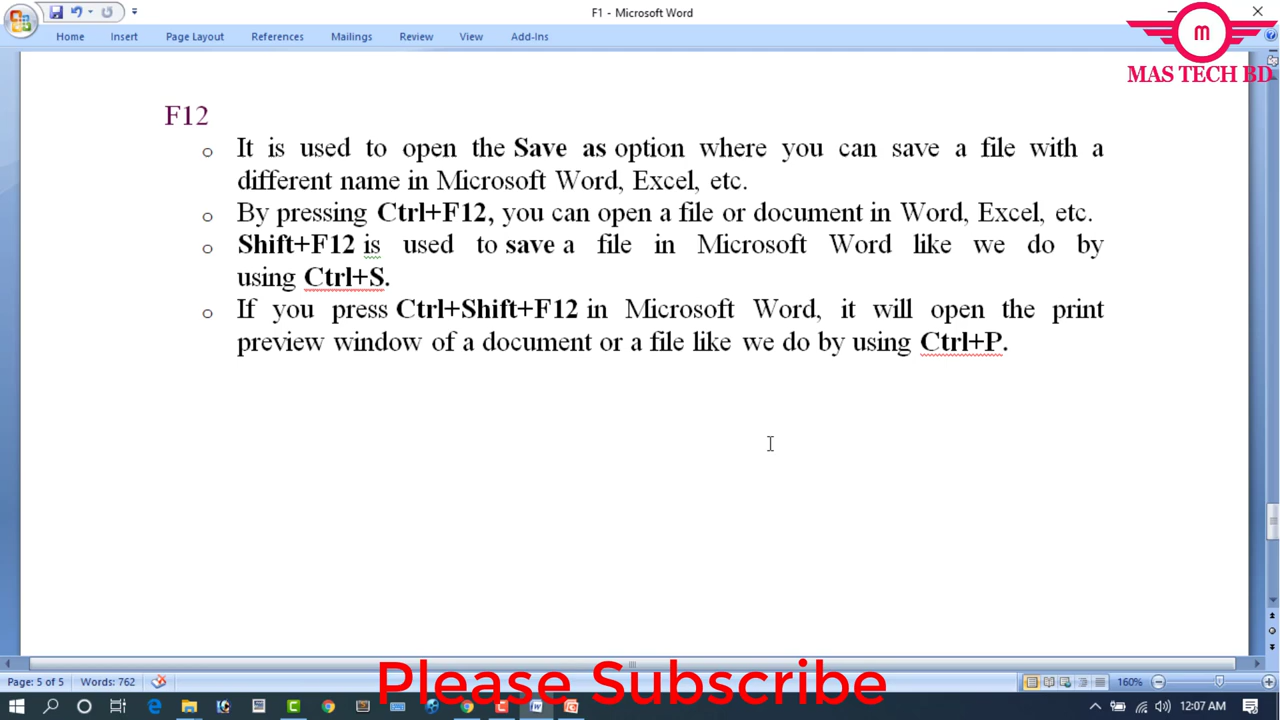 F1 - Microsoft Word
Home Insert Page Layout References Mailings Review View Add-Ins
M
MAS TECH BD
F12
o It is used to open the Save as option where you can save a file with a
different name in Microsoft Word, Excel, etc.
o By pressing Ctrl+F12, you can open a file or document in Word, Excel, etc.
o Shift+F12 is used to save a file in Microsoft Word like we do by
using Ctrl+S.
o If you press Ctrl+Shift+F12 in Microsoft Word, it will open the print
preview window of a document or a file like we do by using Ctrl+P.
Please Subscribe
Page: 5 of 5 Words: 762 160%
12:07 AM